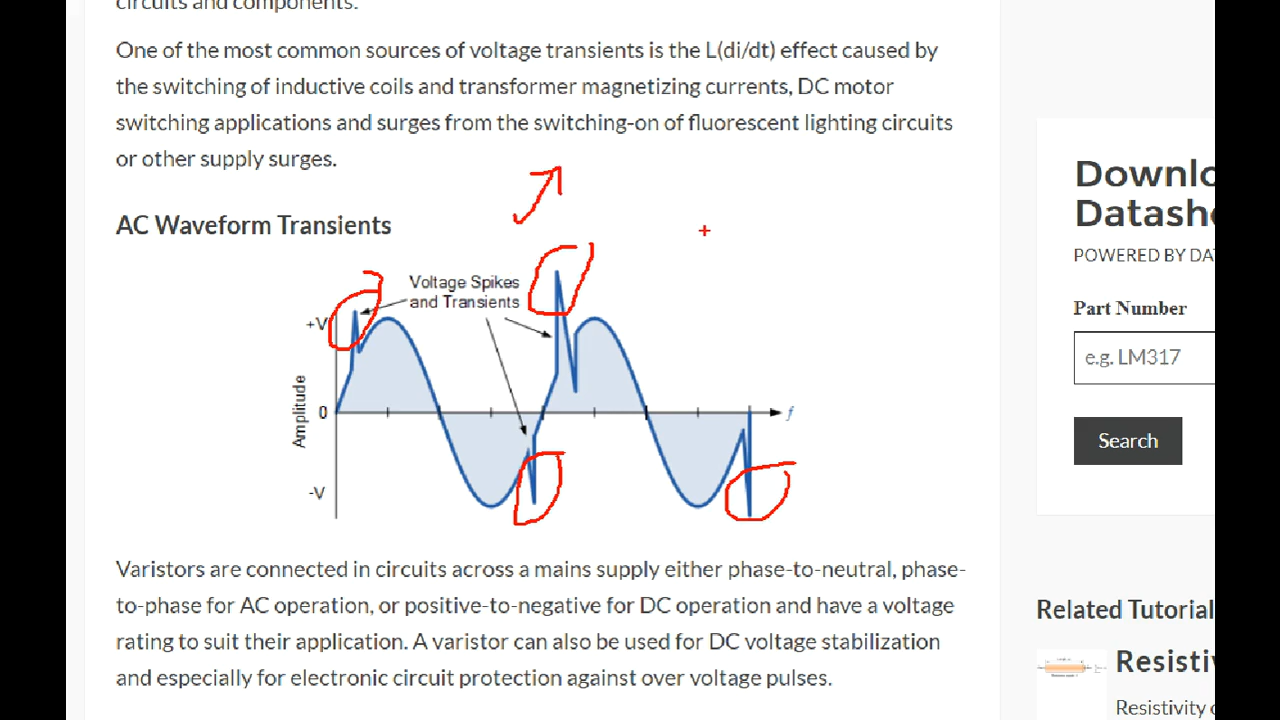 circuits and components.
One of the most common sources of voltage transients is the L(di/dt) effect caused by
the switching of inductive coils and transformer magnetizing currents, DC motor
switching applications and surges from the switching-on of fluorescent lighting circuits
or other supply surges.
AC Waveform Transients
Voltage Spikes
and Transients
+V
Amplitude
0
f
-V
Varistors are connected in circuits across a mains supply either phase-to-neutral, phase-
to-phase for AC operation, or positive-to-negative for DC operation and have a voltage
rating to suit their application. A varistor can also be used for DC voltage stabilization
and especially for electronic circuit protection against over voltage pulses.
Downlo
Datashe
POWERED BY DA
Part Number
e.g. LM317
Search
Related Tutorial
Resisti
Resistivity